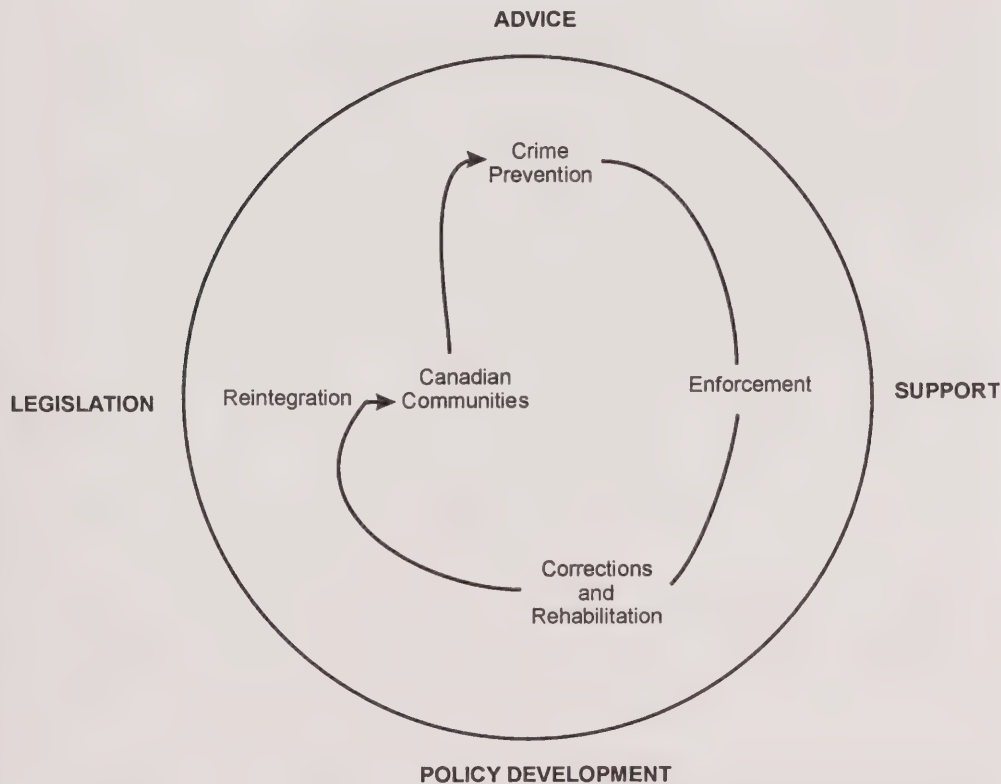 ADVICE
Crime
Prevention
Canadian
Communities
Reintegration
Enforcement
LEGISLATION
SUPPORT
Corrections
and
Rehabilitation
POLICY DEVELOPMENT